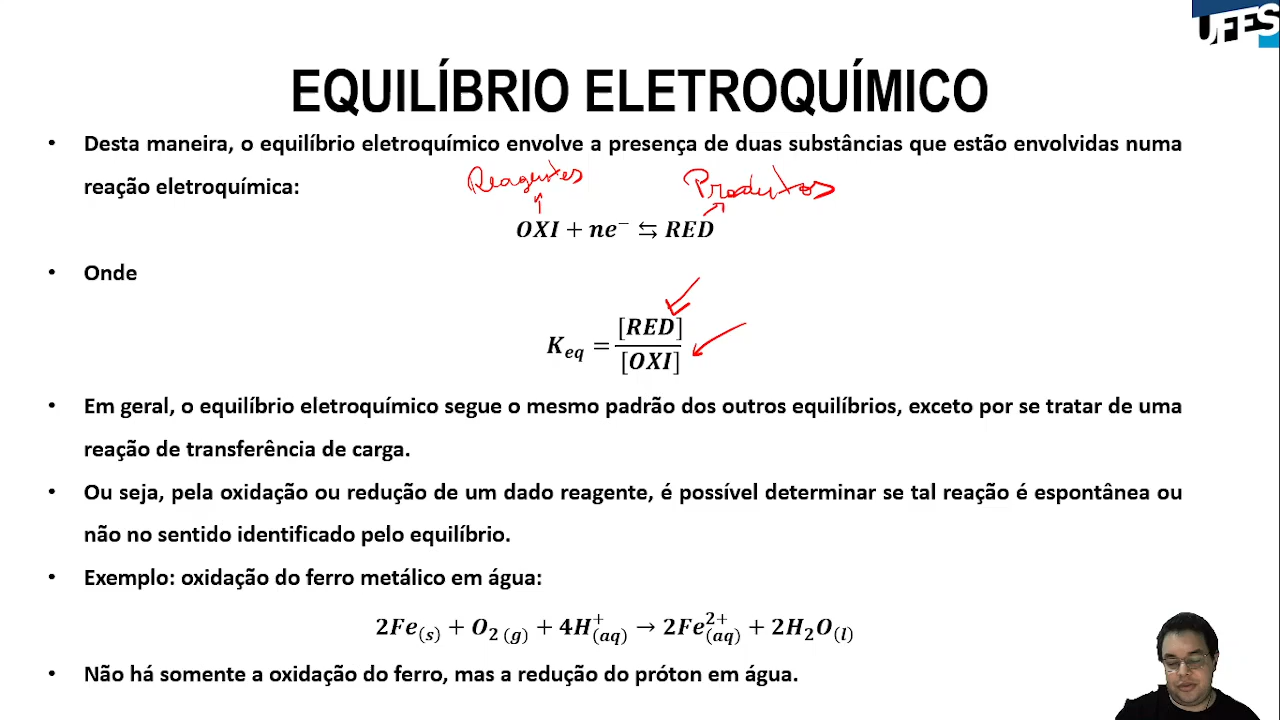 UFES
EQUILÍBRIO ELETROQUÍMICO
• Desta maneira, o equilíbrio eletroquímico envolve a presença de duas substâncias que estão envolvidas numa
reação eletroquímica:
Reagentes Produtos
OXI + ne⁻ ⇆ RED
• Onde
K_eq = [RED] / [OXI]
• Em geral, o equilíbrio eletroquímico segue o mesmo padrão dos outros equilíbrios, exceto por se tratar de uma
reação de transferência de carga.
• Ou seja, pela oxidação ou redução de um dado reagente, é possível determinar se tal reação é espontânea ou
não no sentido identificado pelo equilíbrio.
• Exemplo: oxidação do ferro metálico em água:
2Fe(s) + O₂(g) + 4H⁺(aq) → 2Fe²⁺(aq) + 2H₂O(l)
• Não há somente a oxidação do ferro, mas a redução do próton em água.